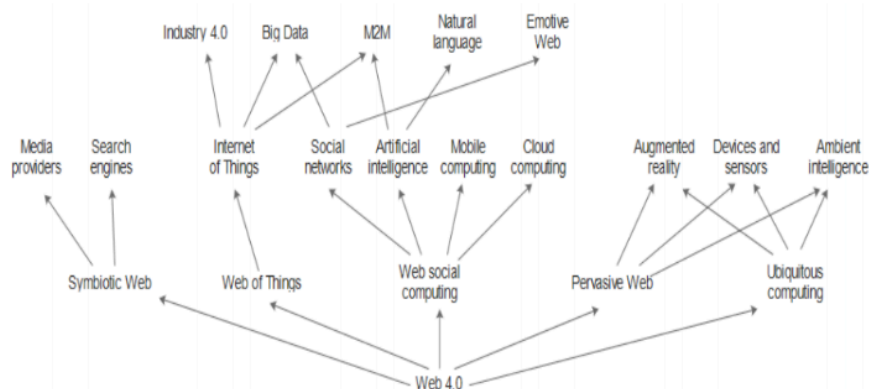 Industry 4.0
Big Data
M2M
Natural
language
Emotive
Web
Media
providers
Search
engines
Internet
of Things
Social
networks
Artificial
intelligence
Mobile
computing
Cloud
computing
Augmented
reality
Devices and
sensors
Ambient
intelligence
Symbiotic Web
Web of Things
Web social
computing
Pervasive Web
Ubiquitous
computing
Web 4.0